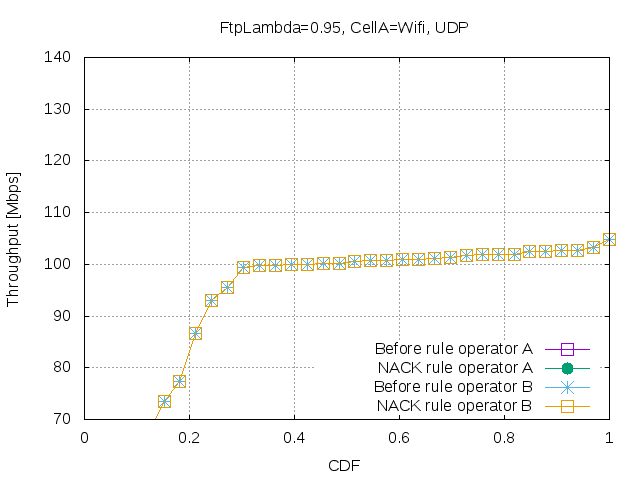 FtpLambda=0.95, CellA=Wifi, UDP
140
130
120
110
100
90
80
70
Throughput [Mbps]
Before rule operator A
NACK rule operator A
Before rule operator B
NACK rule operator B
0 0.2 0.4 0.6 0.8 1
CDF